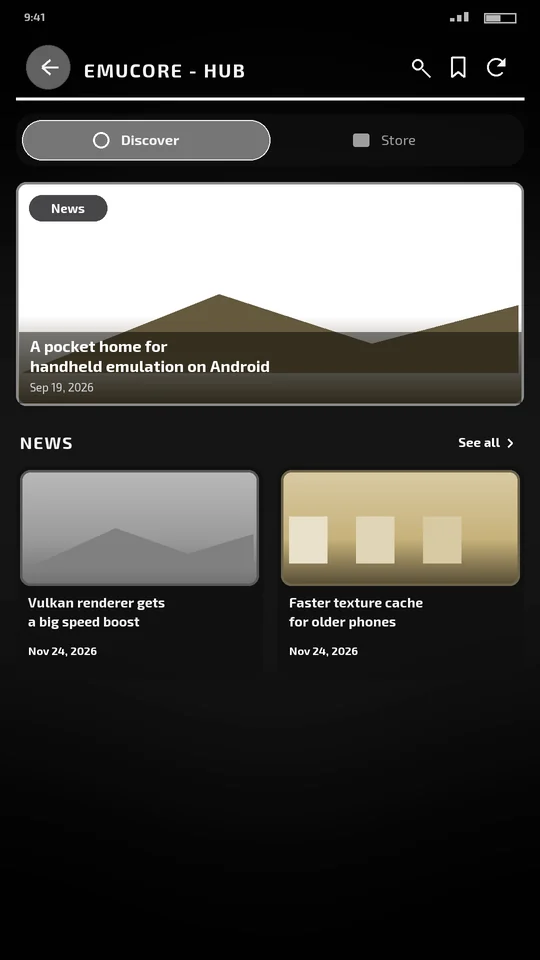 9:41
EMUCORE - HUB
Discover
Store
News
A pocket home for
handheld emulation on Android
Sep 19, 2026
NEWS
See all
Vulkan renderer gets
a big speed boost
Nov 24, 2026
Faster texture cache
for older phones
Nov 24, 2026